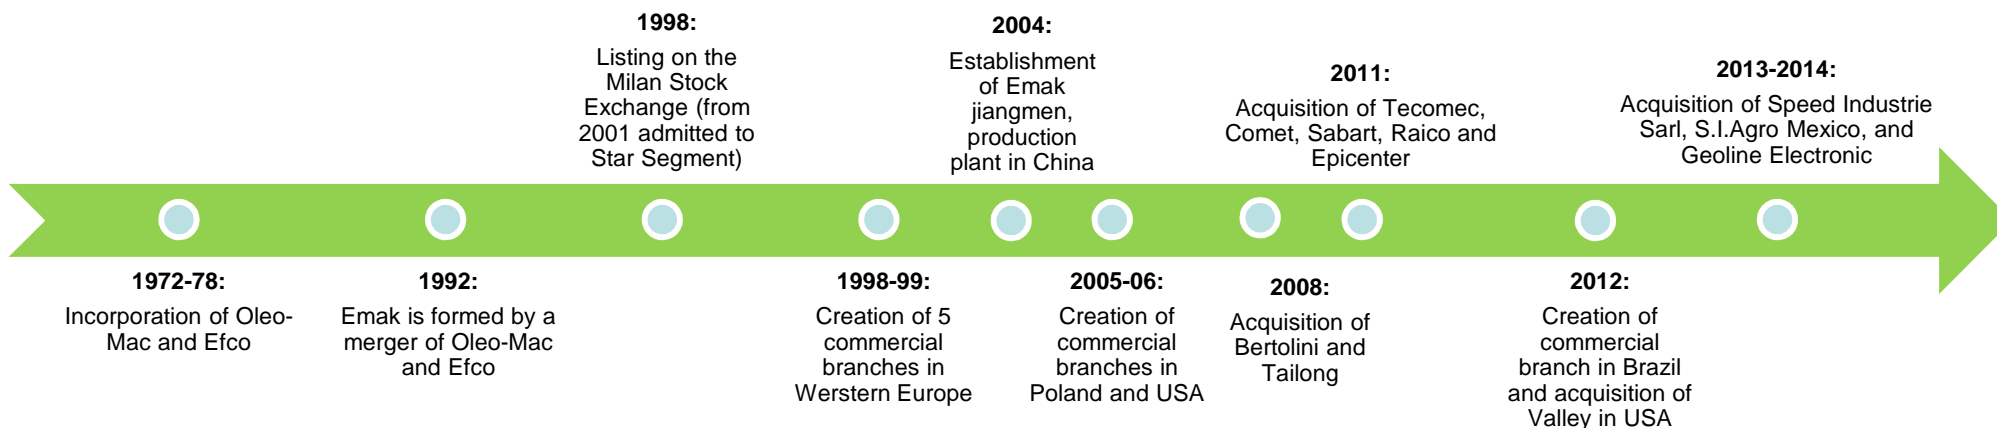 1998:
Listing on the
Milan Stock
Exchange (from
2001 admitted to
Star Segment)
2004:
Establishment
of Emak
jiangmen,
production
plant in China
2011:
Acquisition of Tecomec,
Comet, Sabart, Raico and
Epicenter
2013-2014:
Acquisition of Speed Industrie
Sarl, S.I.Agro Mexico, and
Geoline Electronic
1972-78:
Incorporation of Oleo-
Mac and Efco
1992:
Emak is formed by a
merger of Oleo-Mac
and Efco
1998-99:
Creation of 5
commercial
branches in
Werstern Europe
2005-06:
Creation of
commercial
branches in
Poland and USA
2008:
Acquisition of
Bertolini and
Tailong
2012:
Creation of
commercial
branch in Brazil
and acquisition of
Valley in USA